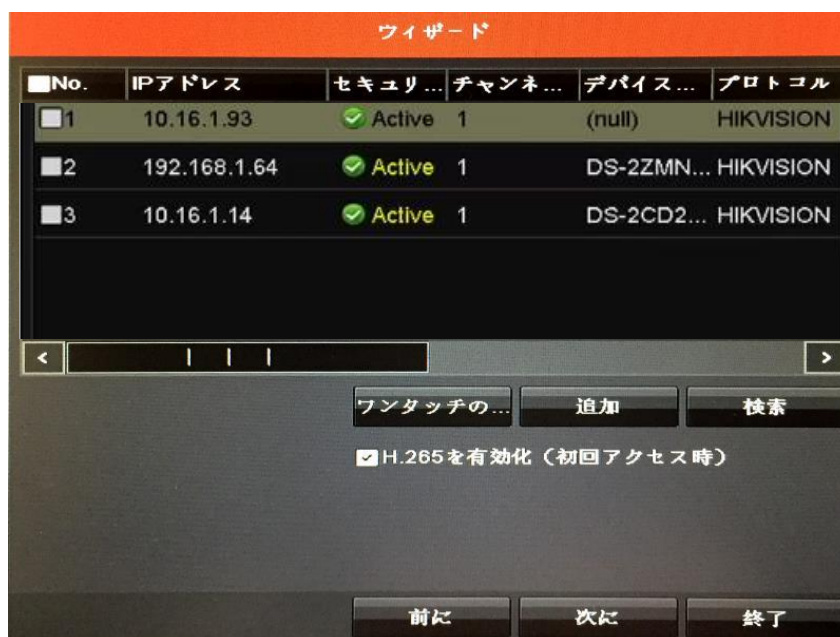 ウィザード
No. IPアドレス セキュリ... チャンネ... デバイス... プロトコル
1 10.16.1.93 Active 1 (null) HIKVISION
2 192.168.1.64 Active 1 DS-2ZMN... HIKVISION
3 10.16.1.14 Active 1 DS-2CD2... HIKVISION
ワンタッチの... 追加 検索
H.265を有効化（初回アクセス時）
前に 次に 終了